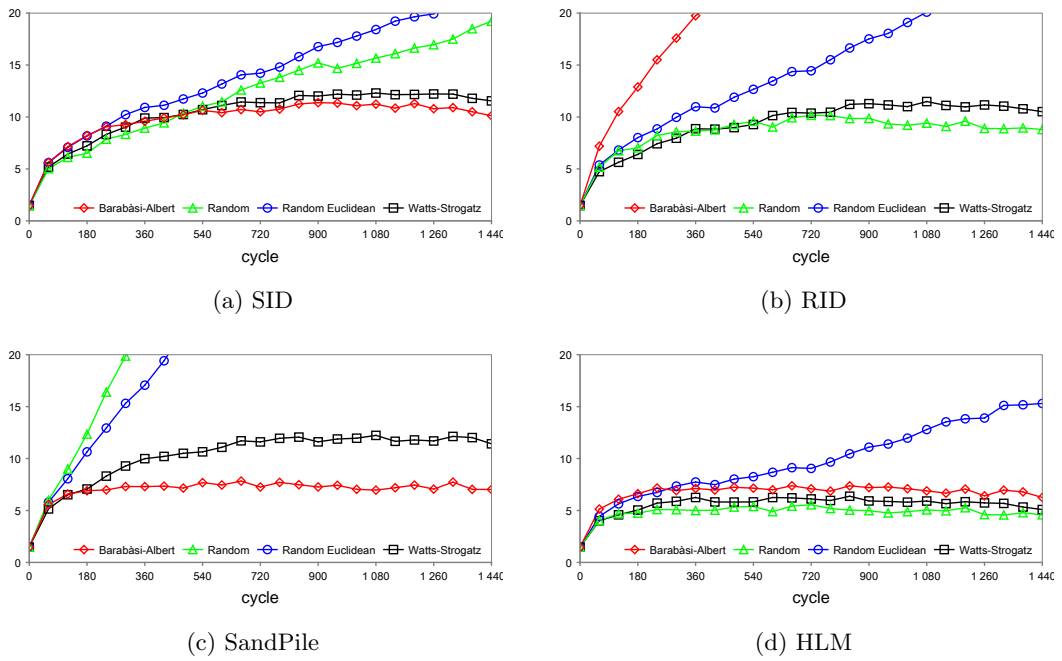 20
15
10
5
0
Barabàsi-Albert Random Random Euclidean Watts-Strogatz
0 180 360 540 720 900 1 080 1 260 1 440
cycle
(a) SID
20
15
10
5
0
Barabàsi-Albert Random Random Euclidean Watts-Strogatz
0 180 360 540 720 900 1 080 1 260 1 440
cycle
(b) RID
20
15
10
5
0
Barabàsi-Albert Random Random Euclidean Watts-Strogatz
0 180 360 540 720 900 1 080 1 260 1 440
cycle
(c) SandPile
20
15
10
5
0
Barabàsi-Albert Random Random Euclidean Watts-Strogatz
0 180 360 540 720 900 1 080 1 260 1 440
cycle
(d) HLM